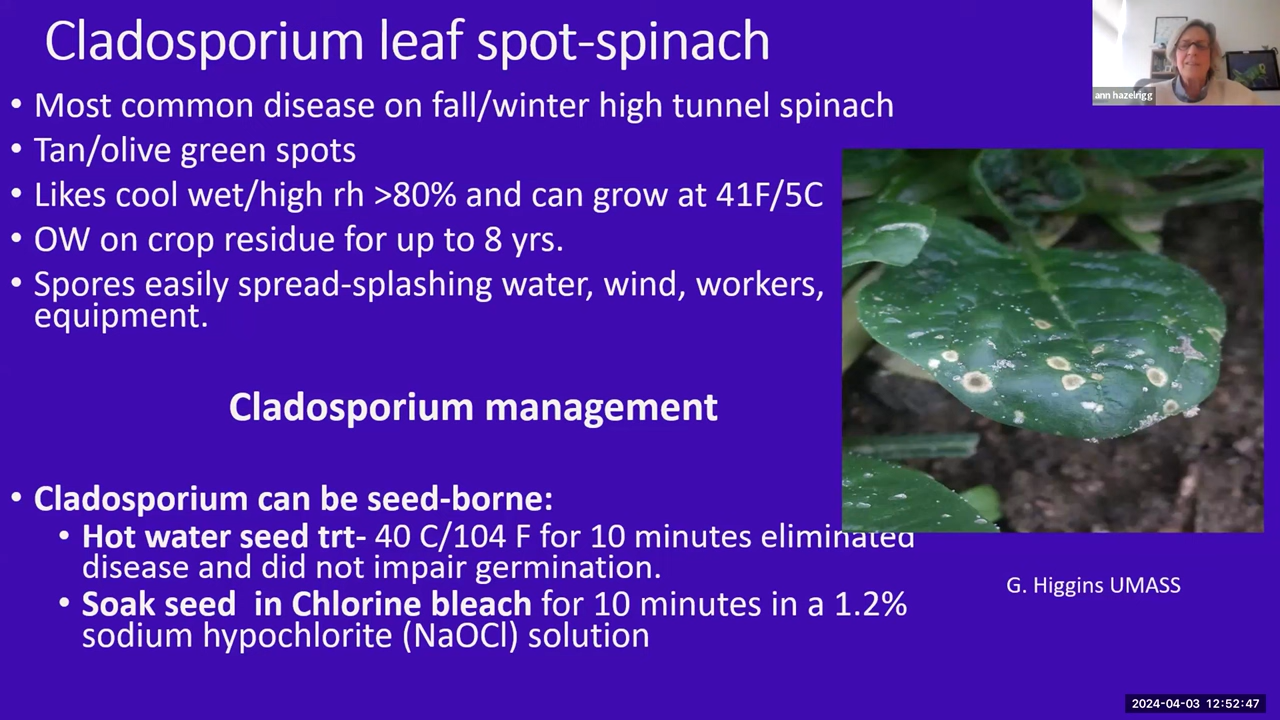 Cladosporium leaf spot-spinach
• Most common disease on fall/winter high tunnel spinach
• Tan/olive green spots
• Likes cool wet/high rh >80% and can grow at 41F/5C
• OW on crop residue for up to 8 yrs.
• Spores easily spread-splashing water, wind, workers,
equipment.
Cladosporium management
• Cladosporium can be seed-borne:
• Hot water seed trt- 40 C/104 F for 10 minutes eliminated
disease and did not impair germination.
• Soak seed  in Chlorine bleach for 10 minutes in a 1.2%
sodium hypochlorite (NaOCl) solution
ann hazelrigg
G. Higgins UMASS
2024-04-03 12:52:47